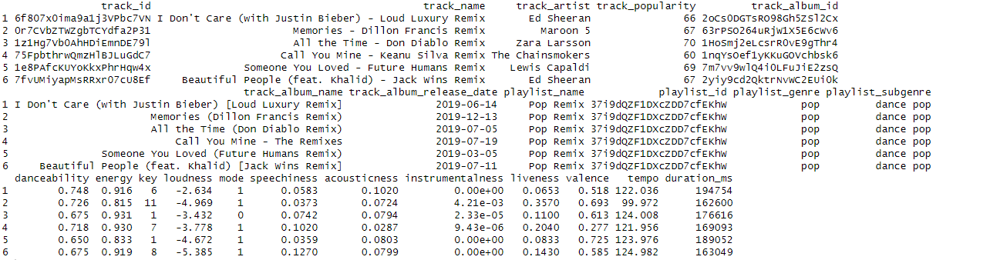 track_id track_name track_artist track_popularity track_album_id
1 6f807x0ima9a1j3VPbc7VN I Don't Care (with Justin Bieber) - Loud Luxury Remix Ed Sheeran 66 2oCs0DGTsRO98Gh5ZSl2Cx
2 0r7CVbZTWZgbTCYdfa2P31 Memories - Dillon Francis Remix Maroon 5 67 63rPSO264uRjW1X5E6cWv6
3 1z1Hg7Vb0AhHDiEmnDE79l All the Time - Don Diablo Remix Zara Larsson 70 1HoSmj2eLcsrR0vE9gThr4
4 75FpbthrwQmzHlBJLuGdC7 Call You Mine - Keanu Silva Remix The Chainsmokers 60 1nqYsOef1yKKuGOVchbsk6
5 1e8PAfcKUYoKkxPhrHqw4x Someone You Loved - Future Humans Remix Lewis Capaldi 69 7m7vv9wlQ4i0LFuJiE2zsQ
6 7fvUMiyapMsRRxr07cU8Ef Beautiful People (feat. Khalid) - Jack Wins Remix Ed Sheeran 67 2yiy9cd2QktrNvWC2EUi0k
track_album_name track_album_release_date playlist_name playlist_id playlist_genre playlist_subgenre
1 I Don't Care (with Justin Bieber) [Loud Luxury Remix] 2019-06-14 Pop Remix 37i9dQZF1DXcZDD7cfEKhW pop dance pop
2 Memories (Dillon Francis Remix) 2019-12-13 Pop Remix 37i9dQZF1DXcZDD7cfEKhW pop dance pop
3 All the Time (Don Diablo Remix) 2019-07-05 Pop Remix 37i9dQZF1DXcZDD7cfEKhW pop dance pop
4 Call You Mine - The Remixes 2019-07-19 Pop Remix 37i9dQZF1DXcZDD7cfEKhW pop dance pop
5 Someone You Loved (Future Humans Remix) 2019-03-05 Pop Remix 37i9dQZF1DXcZDD7cfEKhW pop dance pop
6 Beautiful People (feat. Khalid) [Jack Wins Remix] 2019-07-11 Pop Remix 37i9dQZF1DXcZDD7cfEKhW pop dance pop
danceability energy key loudness mode speechiness acousticness instrumentalness liveness valence tempo duration_ms
1 0.748 0.916 6 -2.634 1 0.0583 0.1020 0.00e+00 0.0653 0.518 122.036 194754
2 0.726 0.815 11 -4.969 1 0.0373 0.0724 4.21e-03 0.3570 0.693 99.972 162600
3 0.675 0.931 1 -3.432 0 0.0742 0.0794 2.33e-05 0.1100 0.613 124.008 176616
4 0.718 0.930 7 -3.778 1 0.1020 0.0287 9.43e-06 0.2040 0.277 121.956 169093
5 0.650 0.833 1 -4.672 1 0.0359 0.0803 0.00e+00 0.0833 0.725 123.976 189052
6 0.675 0.919 8 -5.385 1 0.1270 0.0799 0.00e+00 0.1430 0.585 124.982 163049